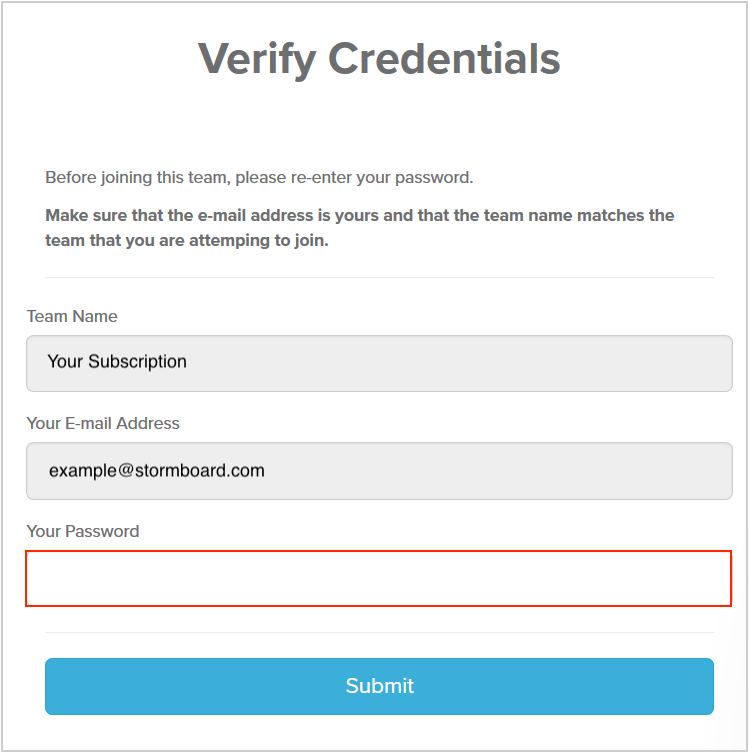 Verify Credentials
Before joining this team, please re-enter your password.
Make sure that the e-mail address is yours and that the team name matches the
team that you are attemping to join.
Team Name
Your Subscription
Your E-mail Address
example@stormboard.com
Your Password
Submit